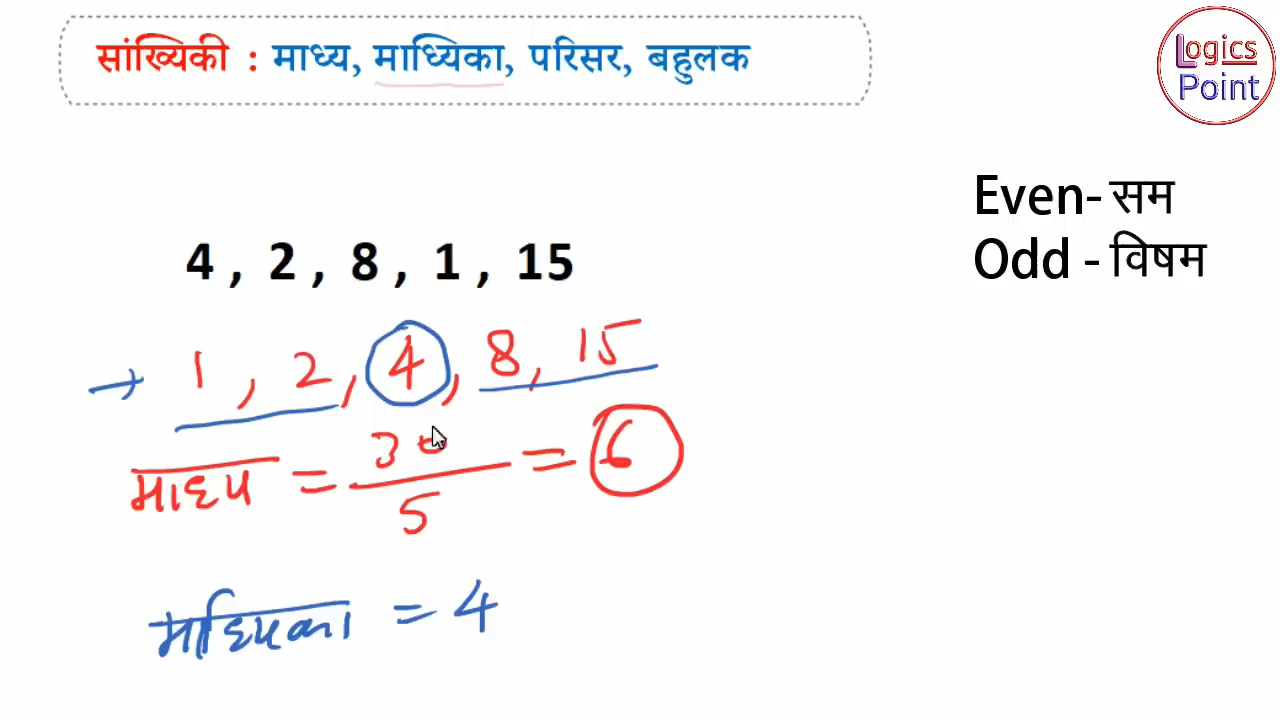 सांख्यिकी : माध्य, माध्यिका, परिसर, बहुलक
Logics
Point
Even- सम
Odd - विषम
4 , 2 , 8 , 1 , 15
→ 1 , 2 , 4 , 8 , 15
माध्य = 30/5 = 6
माध्यिका = 4